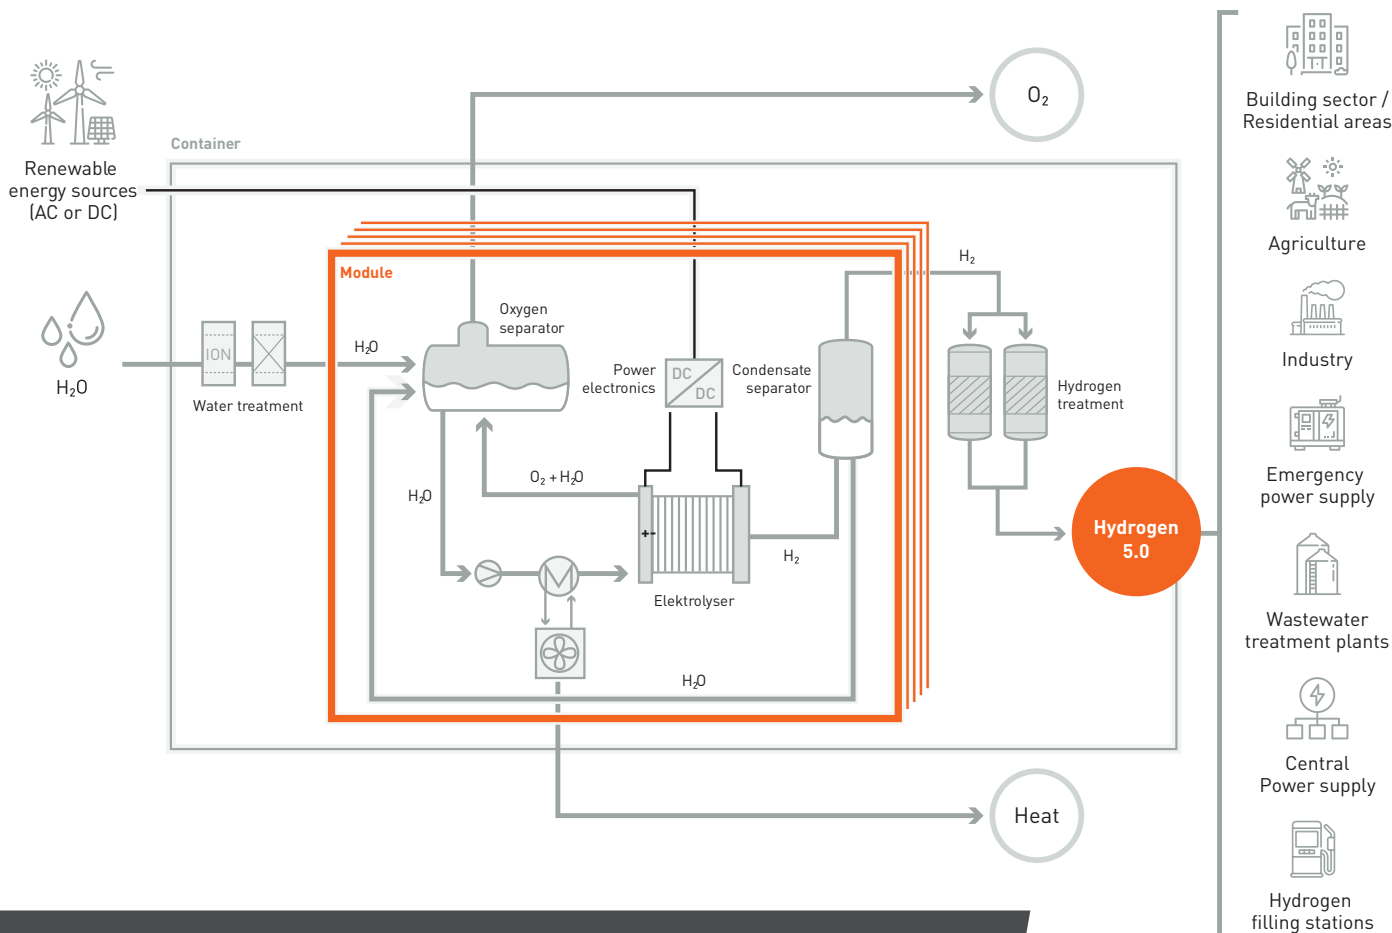 Renewable
energy sources
(AC or DC)
H₂O
Container
ION
Water treatment
Module
H₂O
Oxygen
separator
O₂
Power
electronics
DC
DC
Condensate
separator
H₂
Hydrogen
treatment
H₂O
O₂ + H₂O
+-
H₂
Elektrolyser
H₂O
Hydrogen
5.0
Heat
Building sector /
Residential areas
Agriculture
Industry
Emergency
power supply
Wastewater
treatment plants
Central
Power supply
Hydrogen
filling stations